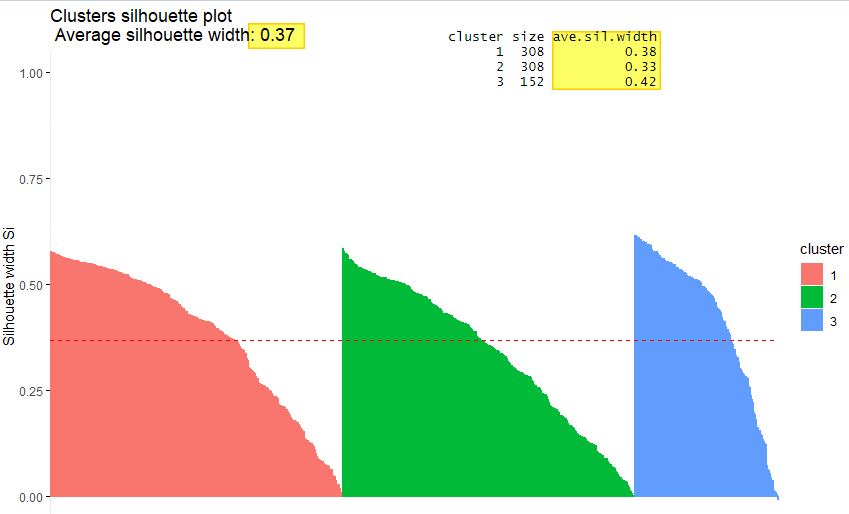 Clusters silhouette plot
Average silhouette width: 0.37
cluster size ave.sil.width
1 308 0.38
2 308 0.33
3 152 0.42
1.00
0.75
0.50
0.25
0.00
Silhouette width Si
cluster
1
2
3